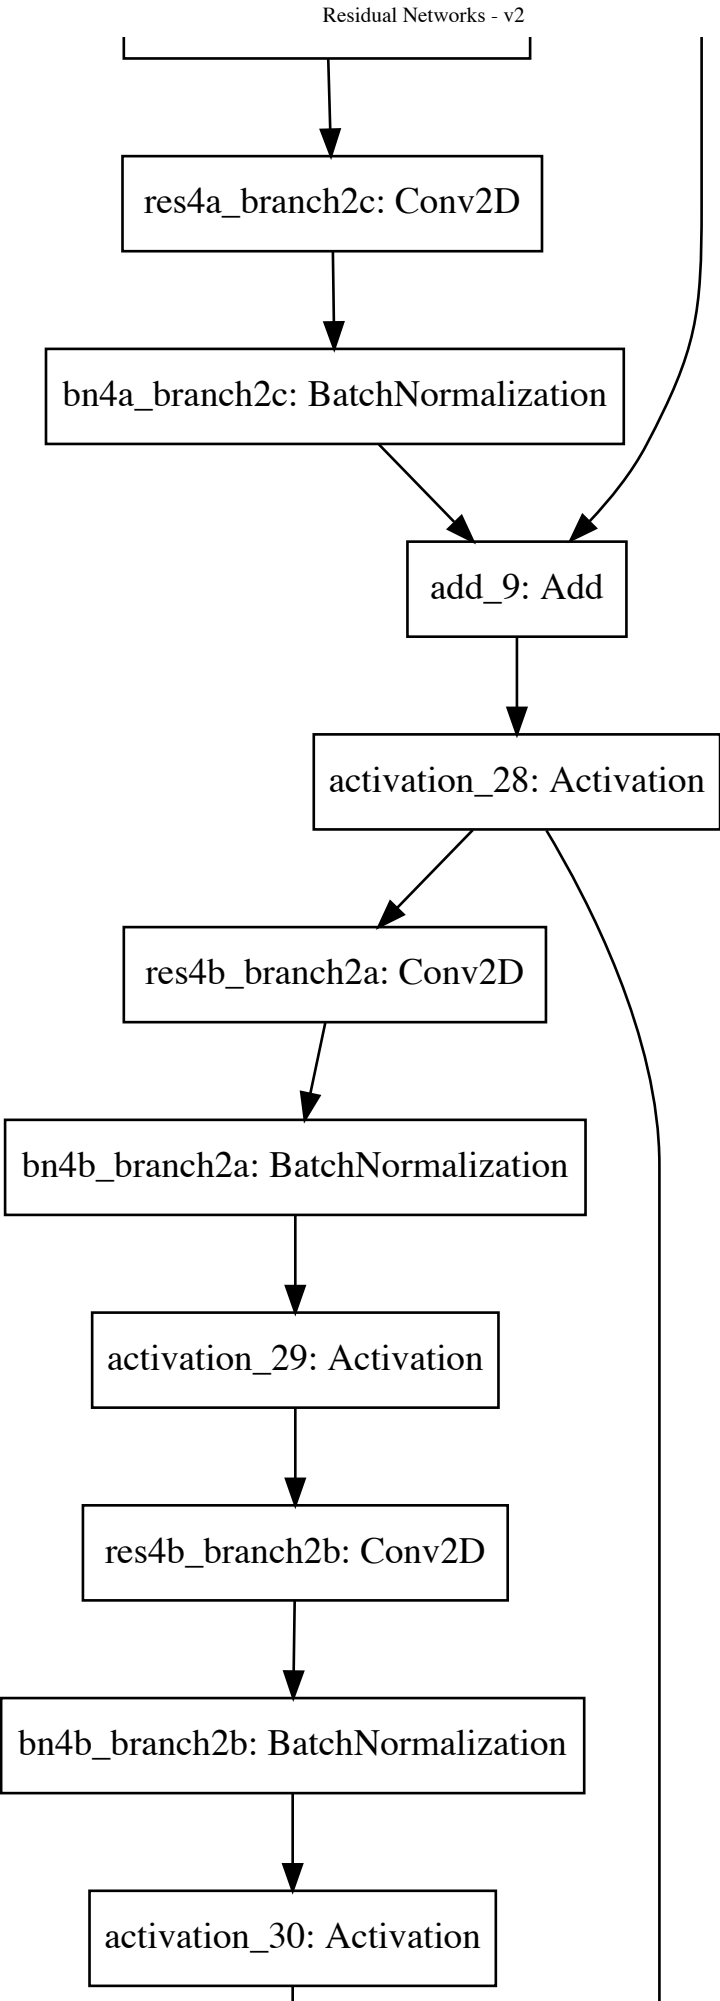 Residual Networks - v2
res4a_branch2c: Conv2D
bn4a_branch2c: BatchNormalization
add_9: Add
activation_28: Activation
res4b_branch2a: Conv2D
bn4b_branch2a: BatchNormalization
activation_29: Activation
res4b_branch2b: Conv2D
bn4b_branch2b: BatchNormalization
activation_30: Activation